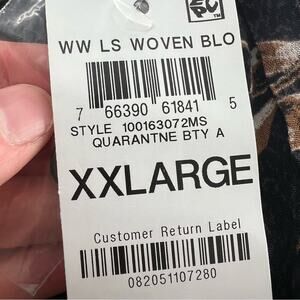 WW LS WOVEN BLO
7 66390 61841 5
STYLE 100163072MS
QUARANTNE BTY A
XXLARGE
Customer Return Label
082051107280